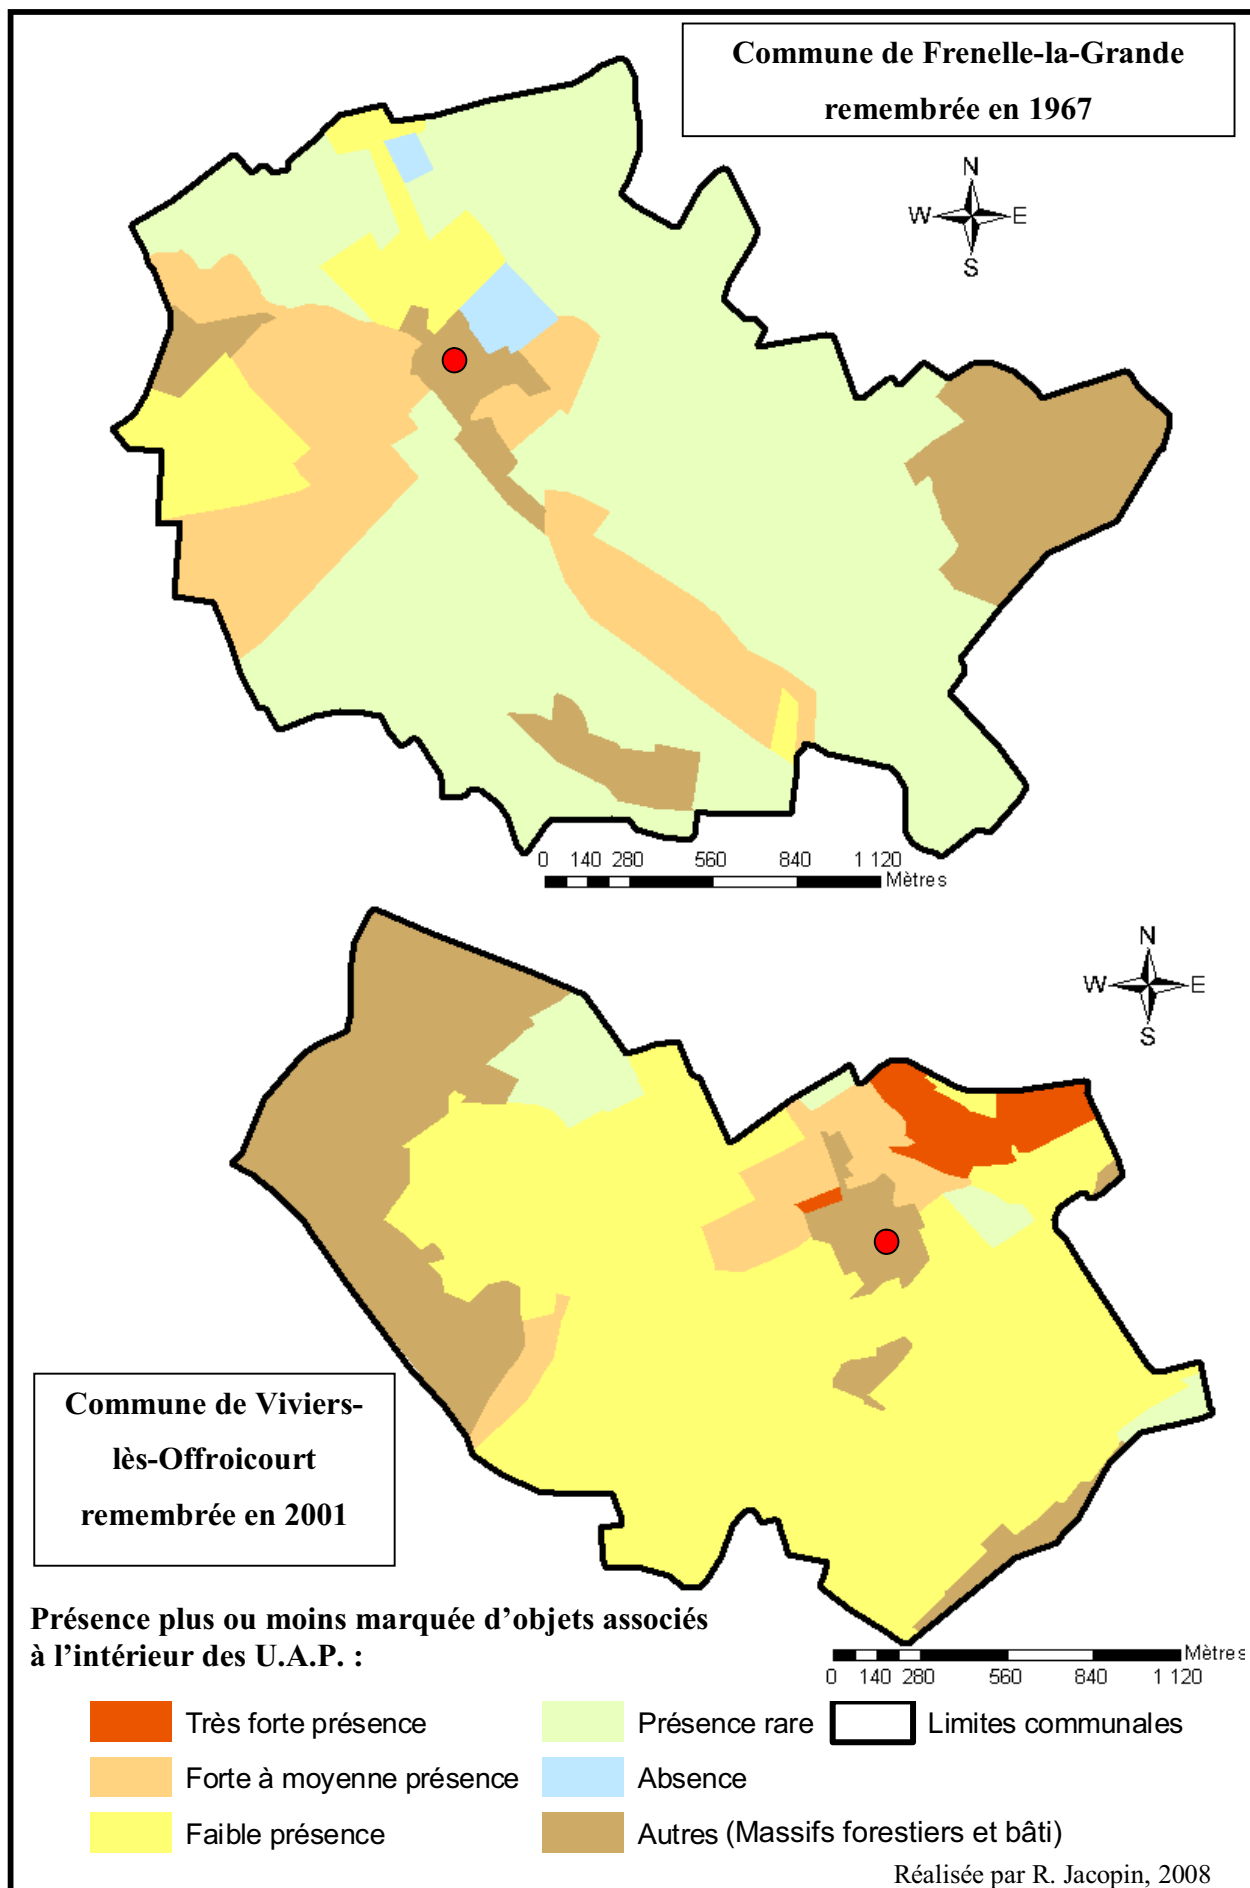 Commune de Frenelle-la-Grande
remembrée en 1967
N
W E
S
0 140 280 560 840 1 120
Mètres
N
W E
S
Commune de Viviers-
lès-Offroicourt
remembrée en 2001
Présence plus ou moins marquée d'objets associés
à l'intérieur des U.A.P. :
Mètres
0 140 280 560 840 1 120
Très forte présence
Présence rare
Limites communales
Forte à moyenne présence
Absence
Faible présence
Autres (Massifs forestiers et bâti)
Réalisée par R. Jacopin, 2008